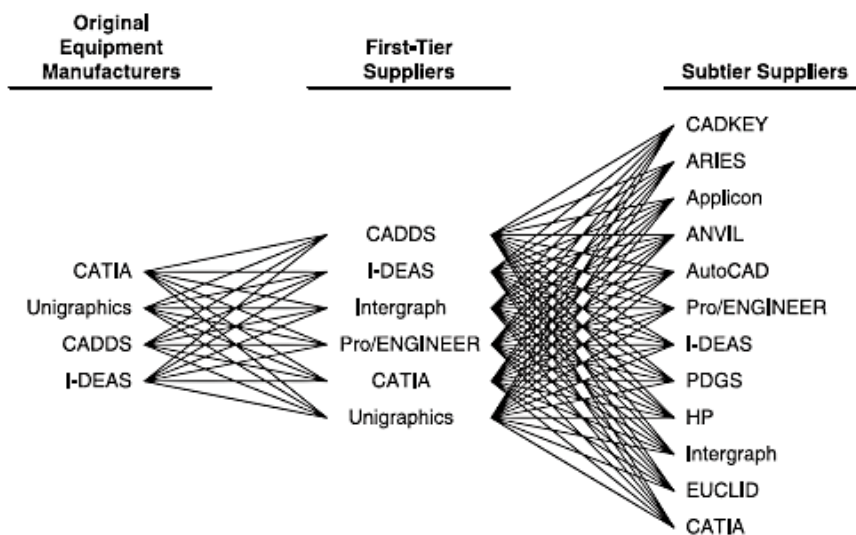 Original
Equipment
Manufacturers
First-Tier
Suppliers
Subtier Suppliers
CATIA
Unigraphics
CADDS
I-DEAS
CADDS
I-DEAS
Intergraph
Pro/ENGINEER
CATIA
Unigraphics
CADKEY
ARIES
Applicon
ANVIL
AutoCAD
Pro/ENGINEER
I-DEAS
PDGS
HP
Intergraph
EUCLID
CATIA